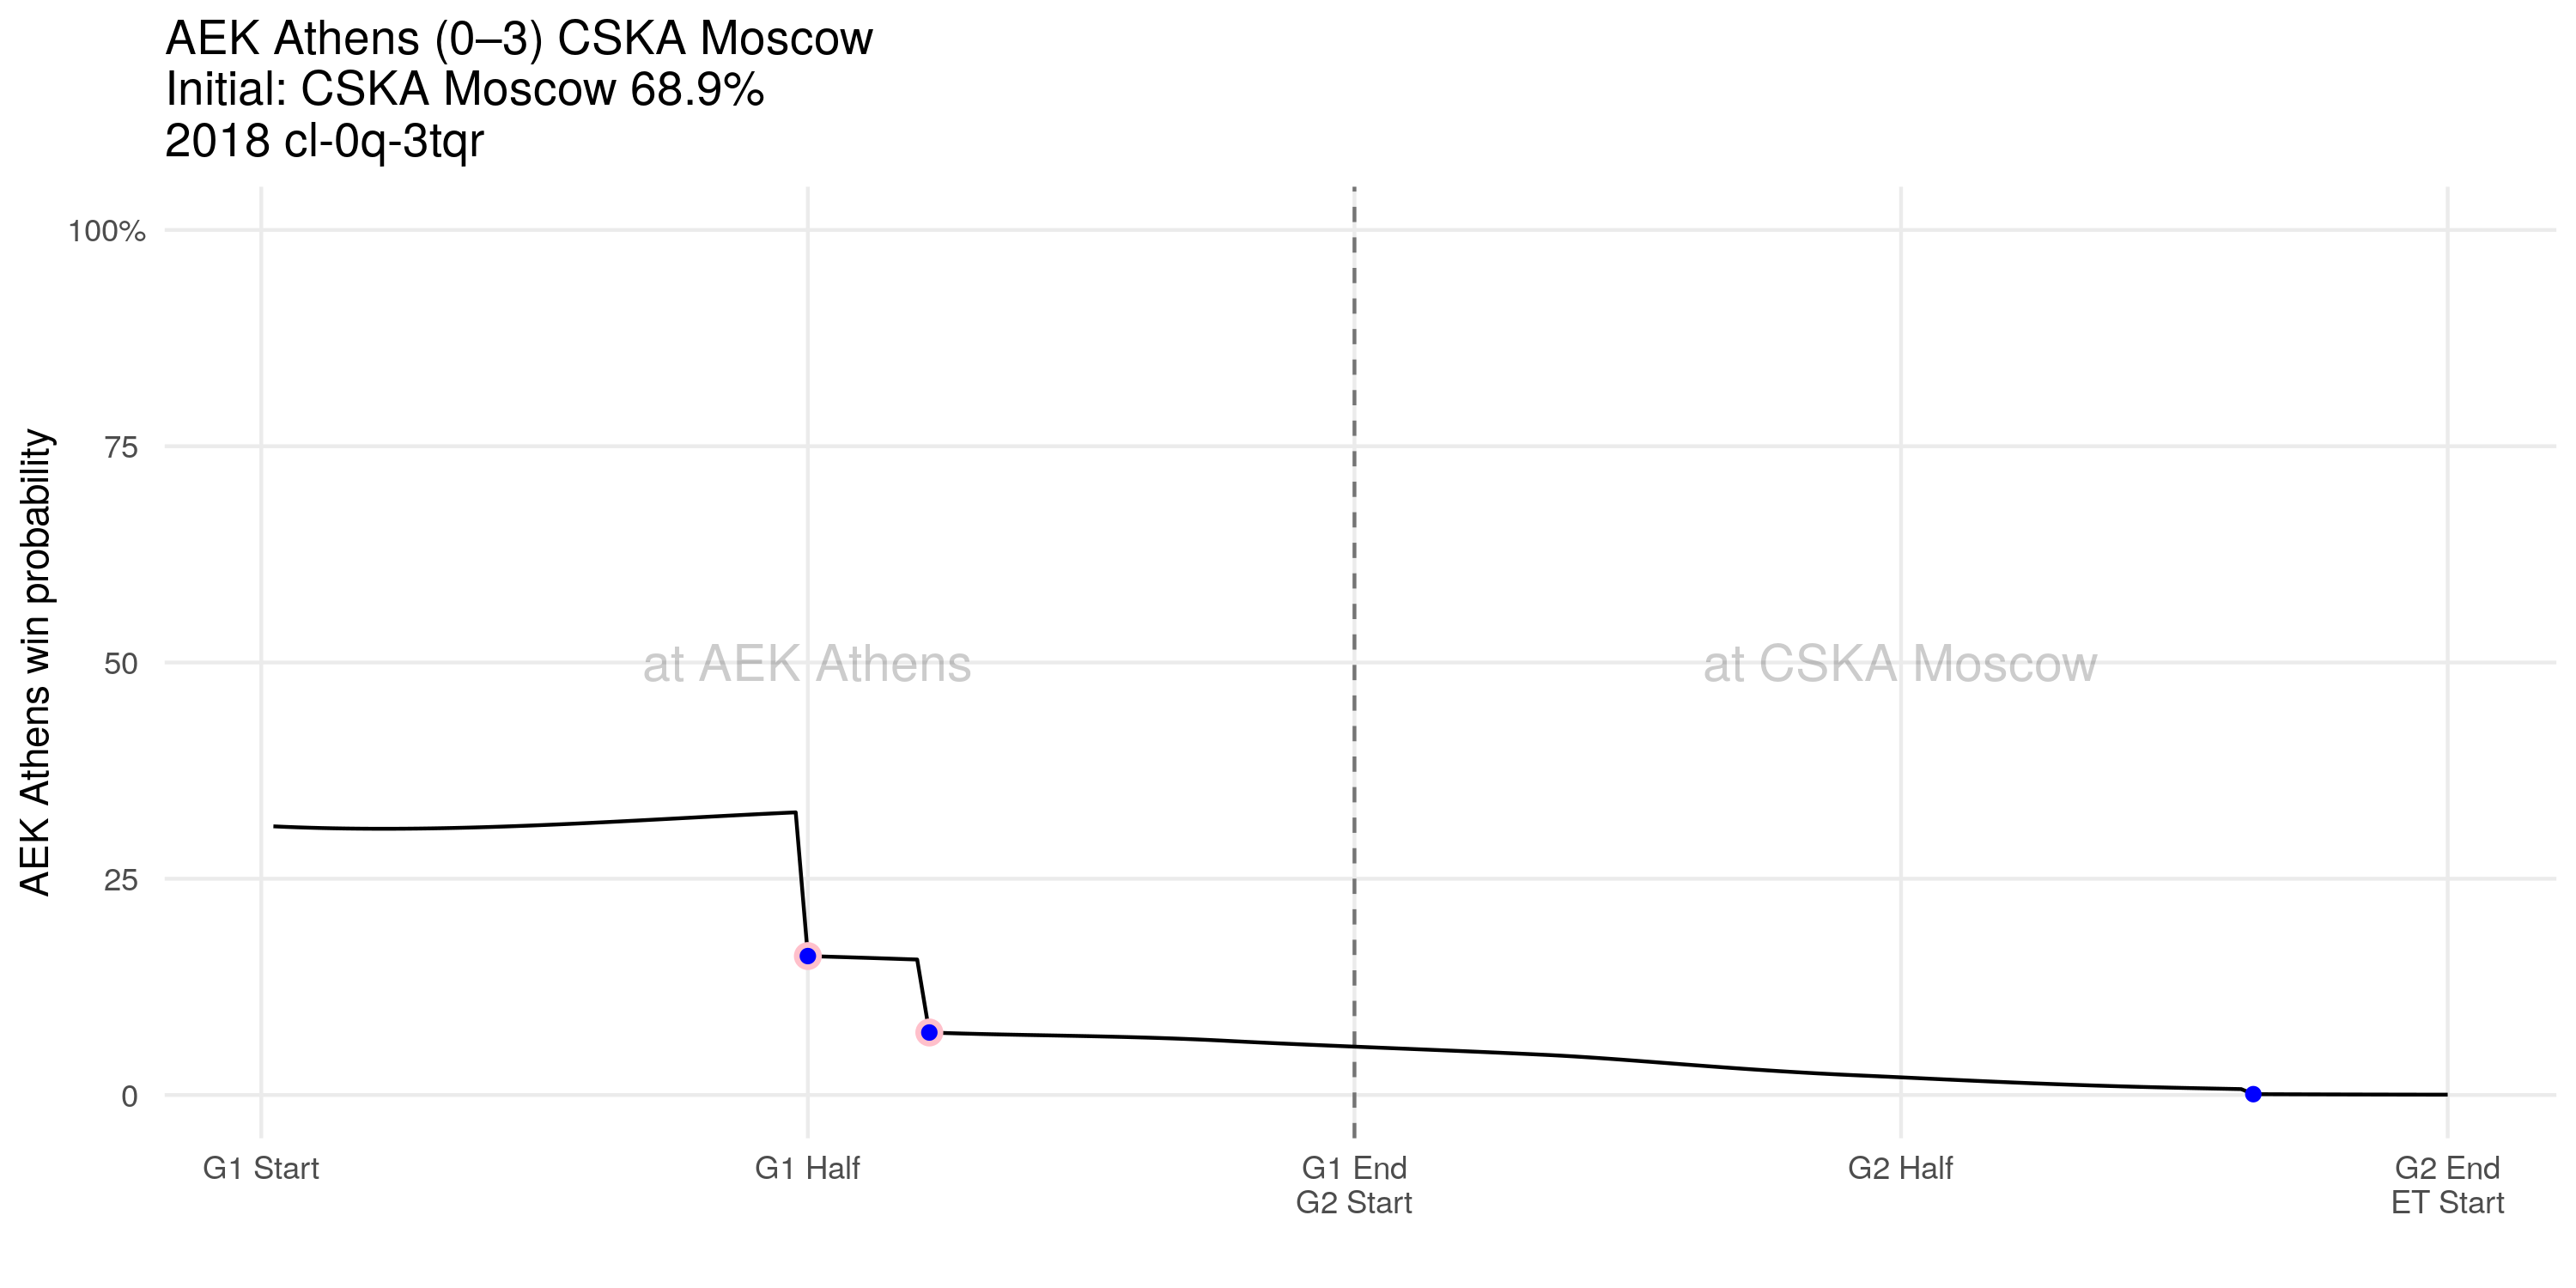 AEK Athens (0–3) CSKA Moscow
Initial: CSKA Moscow 68.9%
2018 cl-0q-3tqr
AEK Athens win probability
100%
75
50
25
0
at AEK Athens
at CSKA Moscow
G1 Start
G1 Half
G1 End
G2 Start
G2 Half
G2 End
ET Start